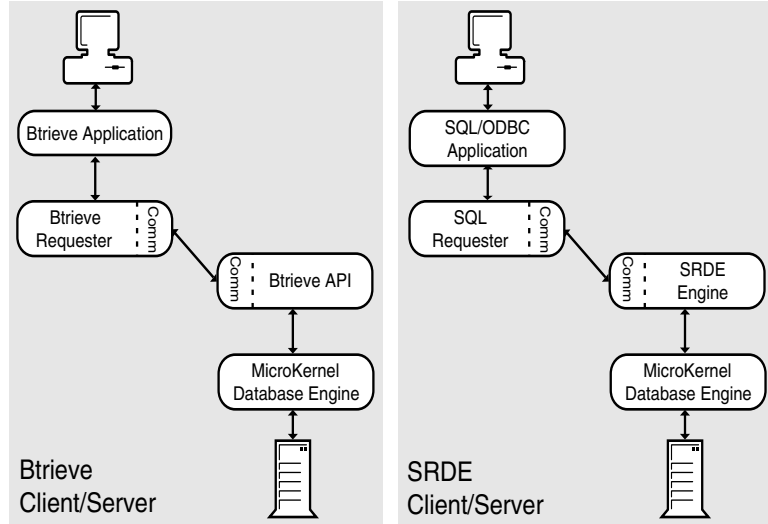 Btrieve Application
Btrieve
Requester
Comm
Comm
Btrieve API
MicroKernel
Database Engine
Btrieve
Client/Server
SQL/ODBC
Application
SQL
Requester
Comm
Comm
SRDE
Engine
MicroKernel
Database Engine
SRDE
Client/Server